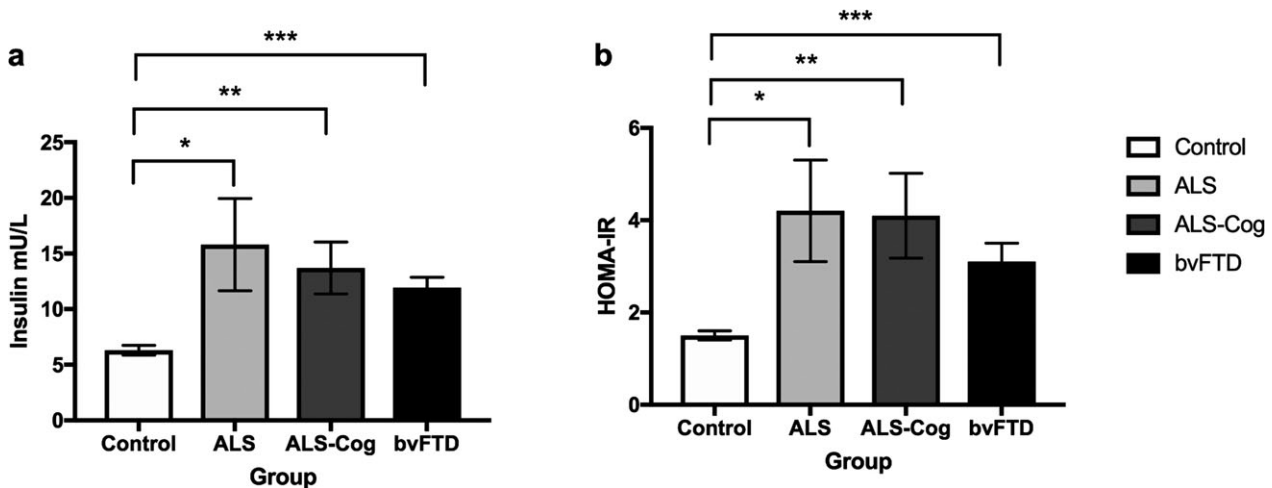 a
***
**
*
25
20
15
10
5
0
Insulin mU/L
Control ALS ALS-Cog bvFTD
Group
b
***
**
*
6
4
2
0
HOMA-IR
Control ALS ALS-Cog bvFTD
Group
Control
ALS
ALS-Cog
bvFTD